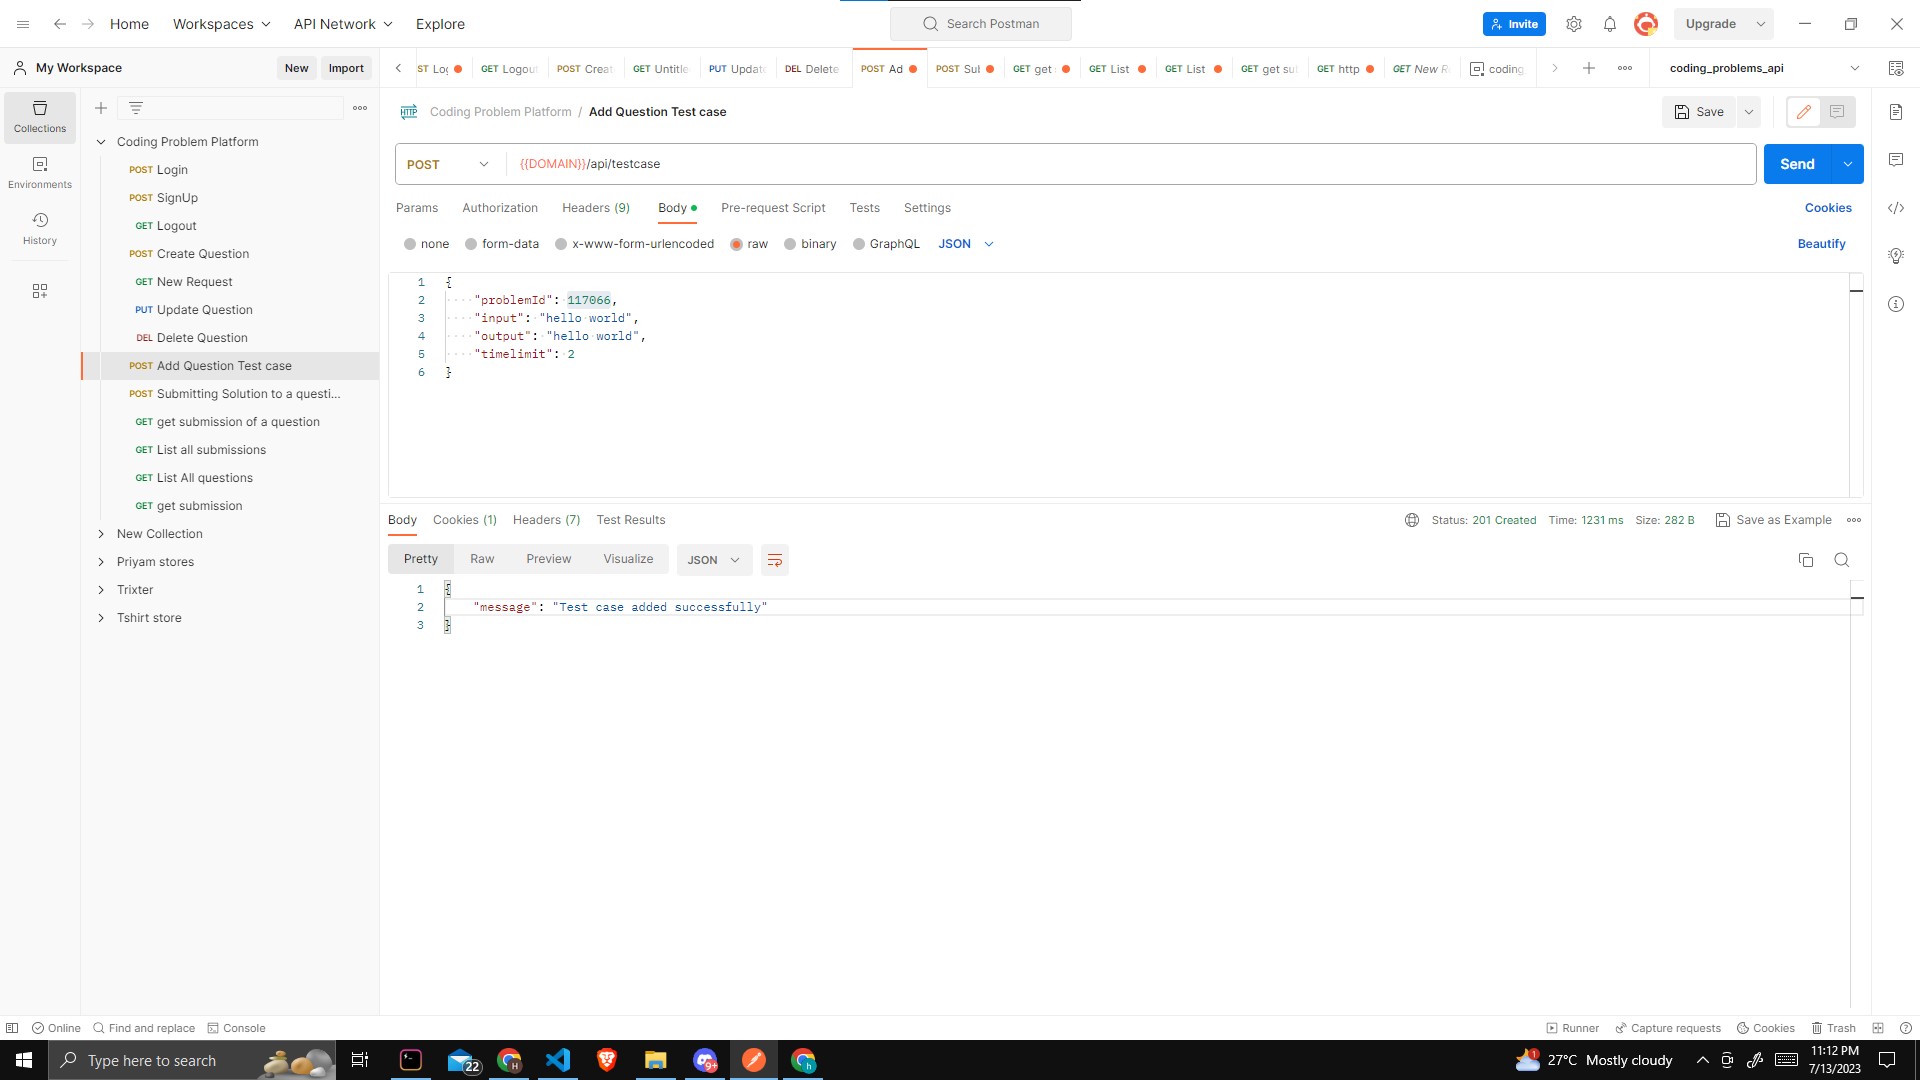 Home
Workspaces
API Network
Explore
Search Postman
Invite
Upgrade
My Workspace
New
Import
POST
GET Logout
POST Creat
GET Untitle
PUT Update
DEL Delete
POST Ad
POST Sul
GET get
GET List
GET List
GET get su
GET http
GET New R
coding
coding_problems_api
Collections
Environments
History
Coding Problem Platform
POST Login
POST SignUp
GET Logout
POST Create Question
GET New Request
PUT Update Question
DEL Delete Question
POST Add Question Test case
POST Submitting Solution to a questi...
GET get submission of a question
GET List all submissions
GET List All questions
GET get submission
New Collection
Priyam stores
Trixter
Tshirt store
HTTP Coding Problem Platform / Add Question Test case
Save
POST
{{DOMAIN}}/api/testcase
Send
Params Authorization Headers (9) Body Pre-request Script Tests Settings
Cookies
none form-data x-www-form-urlencoded raw binary GraphQL JSON
Beautify
1 {
2 "problemId": 117066,
3 "input": "hello world",
4 "output": "hello world",
5 "timelimit": 2
6 }
Body Cookies (1) Headers (7) Test Results
Status: 201 Created Time: 1231 ms Size: 282 B Save as Example
Pretty Raw Preview Visualize JSON
1 {
2 "message": "Test case added successfully"
3 }
Online Find and replace Console
Runner Capture requests Cookies Trash
Type here to search
22
9+
27°C Mostly cloudy
11:12 PM
7/13/2023